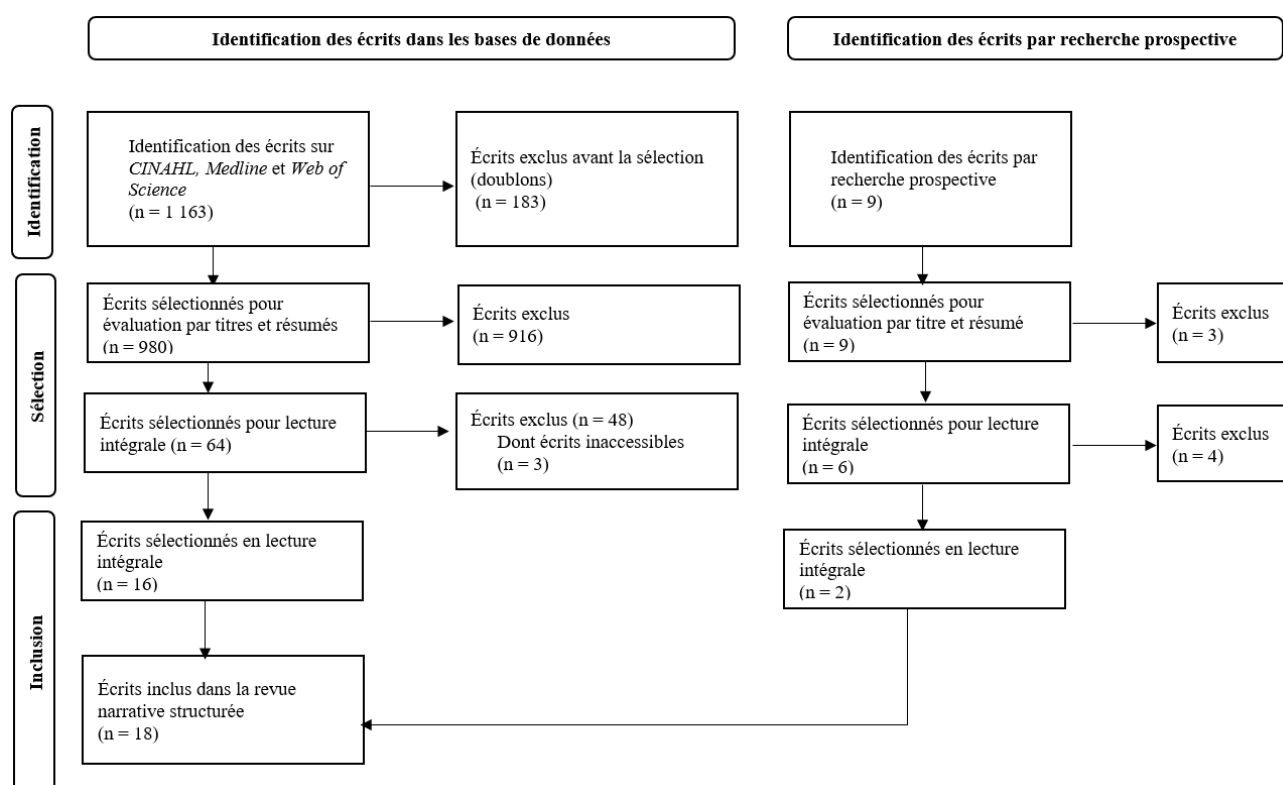 Identification des écrits dans les bases de données
Identification des écrits par recherche prospective
Identification
Identification des écrits sur
CINAHL, Medline et Web of
Science
(n = 1 163)
Écrits exclus avant la sélection
(doublons)
(n = 183)
Identification des écrits par
recherche prospective
(n = 9)
Sélection
Écrits sélectionnés pour
évaluation par titres et résumés
(n = 980)
Écrits exclus
(n = 916)
Écrits sélectionnés pour
évaluation par titre et résumé
(n = 9)
Écrits exclus
(n = 3)
Écrits sélectionnés pour lecture
intégrale (n = 64)
Écrits exclus (n = 48)
Dont écrits inaccessibles
(n = 3)
Écrits sélectionnés pour lecture
intégrale
(n = 6)
Écrits exclus
(n = 4)
Inclusion
Écrits sélectionnés en lecture
intégrale
(n = 16)
Écrits sélectionnés en lecture
intégrale
(n = 2)
Écrits inclus dans la revue
narrative structurée
(n = 18)